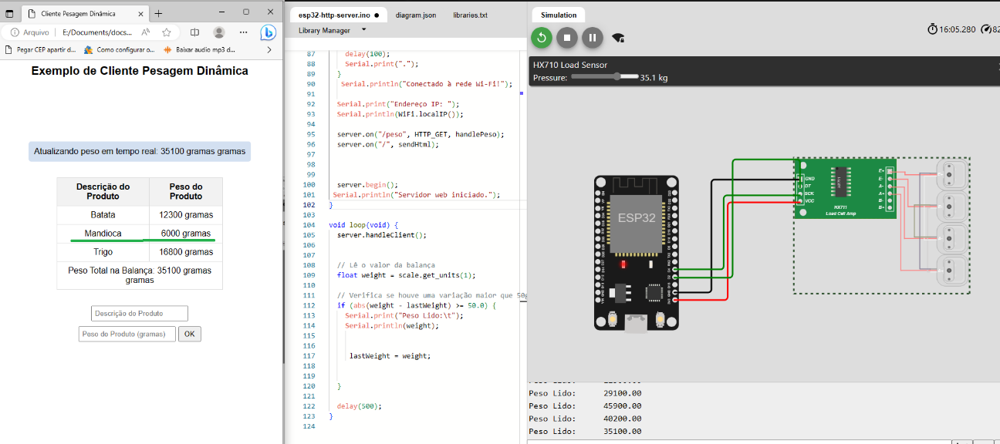 Cliente Pesagem Dinâmica
Arquivo
E:/Documents/docs...
Pegar CEP apartir d...
Como configurar o...
Baixar audio mp3 d...
Exemplo de Cliente Pesagem Dinâmica
Atualizando peso em tempo real: 35100 gramas gramas
Descrição do Produto
Peso do Produto
Batata 12300 gramas
Mandioca 6000 gramas
Trigo 16800 gramas
Peso Total na Balança: 35100 gramas
gramas
Descrição do Produto
Peso do Produto (gramas) OK
esp32-http-server.ino
diagram.json
libraries.txt
Library Manager
87 delay(100);
88 Serial.print(".");
89 }
90 Serial.println("Conectado à rede Wi-Fi!");
91
92 Serial.print("Endereço IP: ");
93 Serial.println(WiFi.localIP());
94
95 server.on("/peso", HTTP_GET, handlePeso);
96 server.on("/", sendHtml);
97
98
99
100 server.begin();
101 Serial.println("Servidor web iniciado.");
102 }
103
104 void loop(void) {
105 server.handleClient();
106
107
108 // Lê o valor da balança
109 float weight = scale.get_units(1);
110
111 // Verifica se houve uma variação maior que 50g
112 if (abs(weight - lastWeight) >= 50.0) {
113 Serial.print("Peso Lido:\t");
114 Serial.println(weight);
115
116
117 lastWeight = weight;
118
119
120 }
121
122 delay(500);
123 }
124
Simulation
16:05.280
82
HX710 Load Sensor
Pressure: 35.1 kg
ESP32
GND
DT
SCK
VCC
E+
E-
A-
A+
B-
B+
HX711
Load Cell Amp
Peso Lido: 29100.00
Peso Lido: 45900.00
Peso Lido: 40200.00
Peso Lido: 35100.00